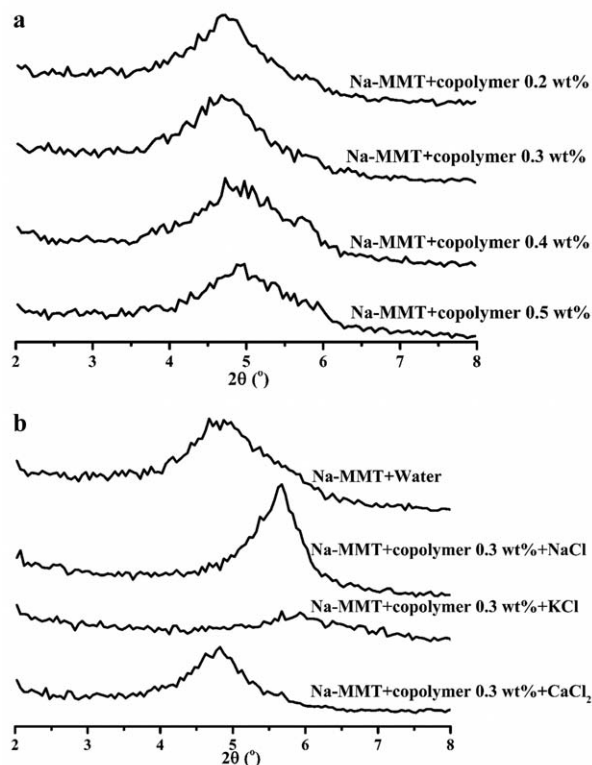 a
Na-MMT+copolymer 0.2 wt%
Na-MMT+copolymer 0.3 wt%
Na-MMT+copolymer 0.4 wt%
Na-MMT+copolymer 0.5 wt%
2 3 4 5 6 7 8
2θ (°)
b
Na-MMT+Water
Na-MMT+copolymer 0.3 wt%+NaCl
Na-MMT+copolymer 0.3 wt%+KCl
Na-MMT+copolymer 0.3 wt%+CaCl₂
2 3 4 5 6 7 8
2θ (°)